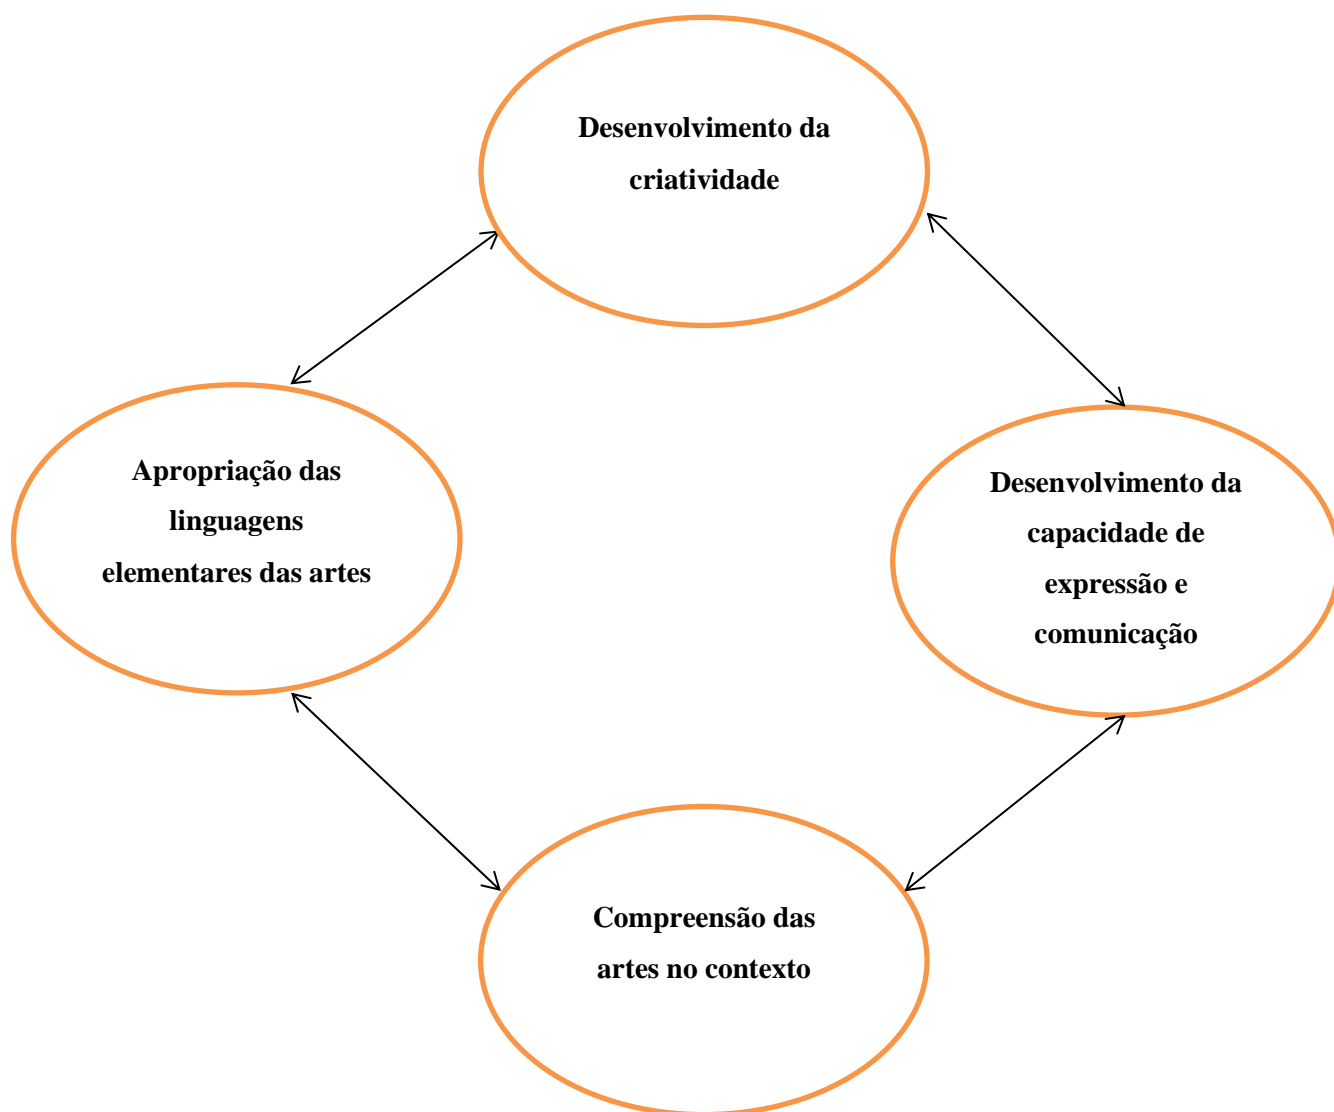 Desenvolvimento da
criatividade
Apropriação das
linguagens
elementares das artes
Desenvolvimento da
capacidade de
expressão e
comunicação
Compreensão das
artes no contexto